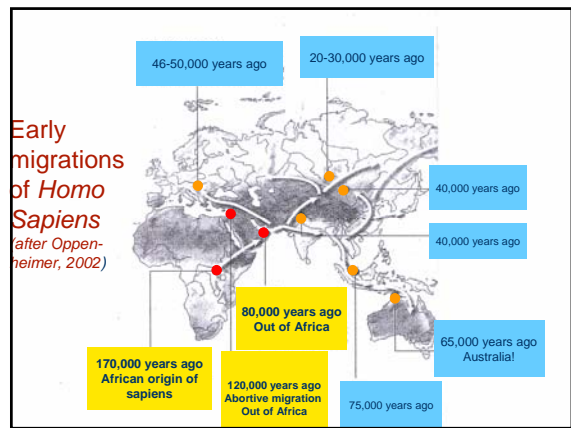 46-50,000 years ago
20-30,000 years ago
Early
migrations
of Homo
Sapiens
(after Oppen-
heimer, 2002)
40,000 years ago
40,000 years ago
80,000 years ago
Out of Africa
65,000 years ago
Australia!
170,000 years ago
African origin of
sapiens
120,000 years ago
Abortive migration
Out of Africa
75,000 years ago